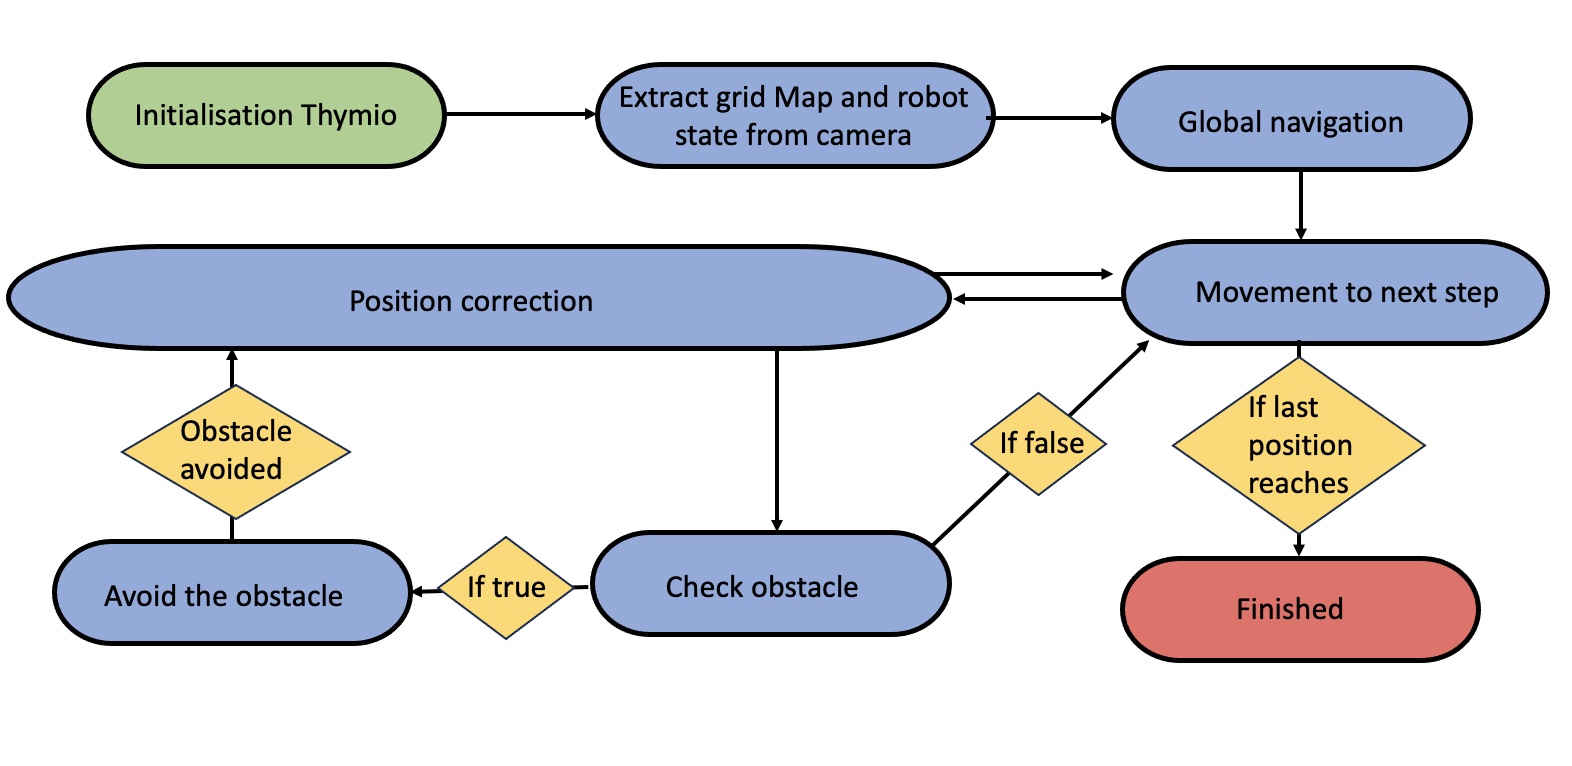 Initialisation Thymio
Extract grid Map and robot
state from camera
Global navigation
Position correction
Movement to next step
Obstacle
avoided
If false
If last
position
reaches
Avoid the obstacle
If true
Check obstacle
Finished